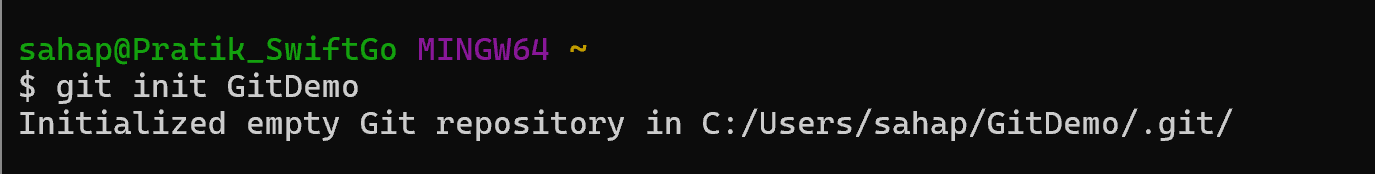 sahap@Pratik_SwiftGo MINGW64 ~
$ git init GitDemo
Initialized empty Git repository in C:/Users/sahap/GitDemo/.git/